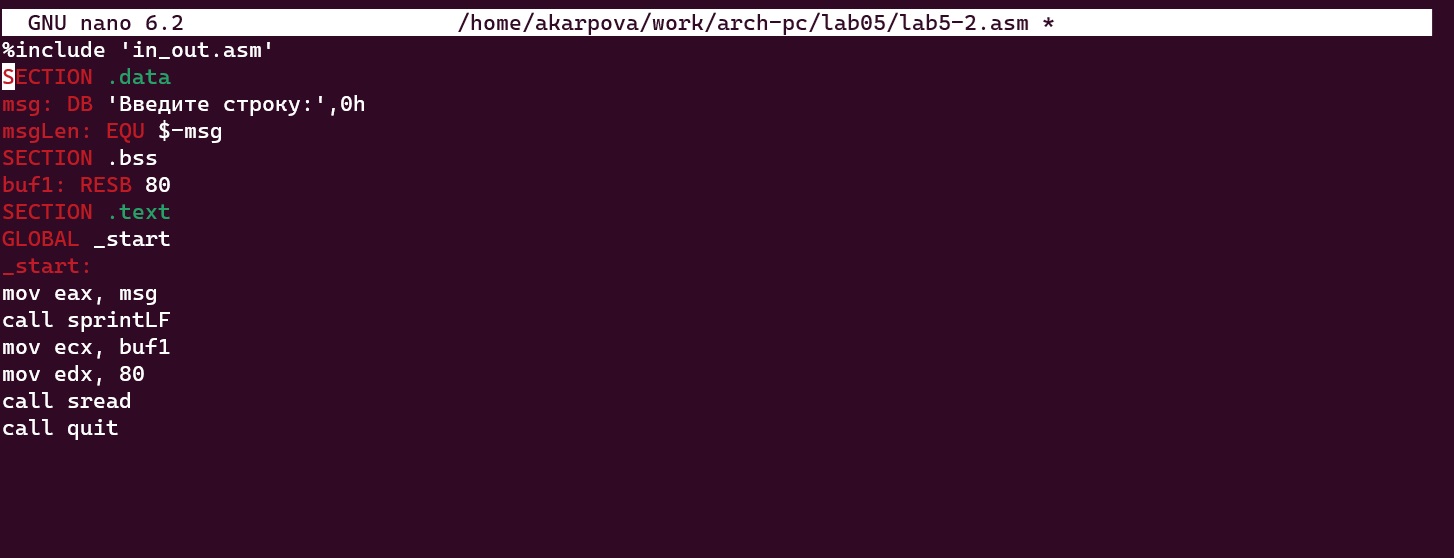 GNU nano 6.2 /home/akarpova/work/arch-pc/lab05/lab5-2.asm *
%include 'in_out.asm'
SECTION .data
msg: DB 'Введите строку:',0h
msgLen: EQU $-msg
SECTION .bss
buf1: RESB 80
SECTION .text
GLOBAL _start
_start:
mov eax, msg
call sprintLF
mov ecx, buf1
mov edx, 80
call sread
call quit